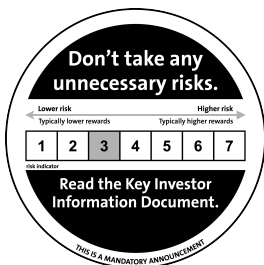 Don't take any
unnecessary risks.
Lower risk Higher risk
Typically lower rewards Typically higher rewards
1 2 3 4 5 6 7
risk indicator
Read the Key Investor
Information Document.
THIS IS A MANDATORY ANNOUNCEMENT